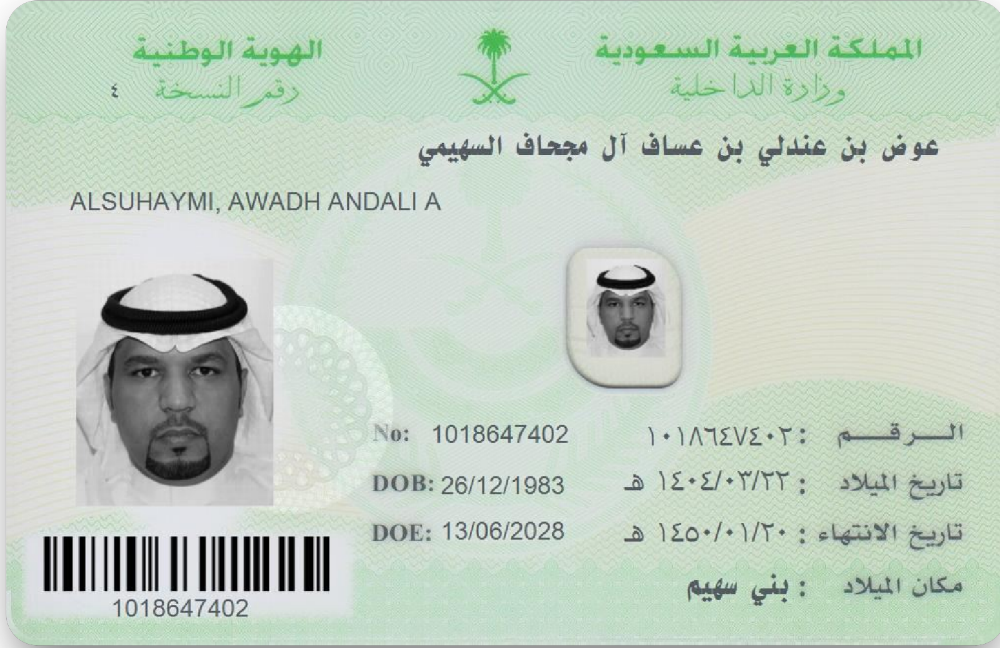 المملكة العربية السعودية
وزارة الداخلية
الهوية الوطنية
رقم النسخة ٤
عوض بن عندلي بن عساف آل مجحاف السهيمي
ALSUHAYMI, AWADH ANDALI A
الرقم : ١٠١٨٦٤٧٤٠٢
No: 1018647402
تاريخ الميلاد : ١٤٠٤/٠٣/٢٢ هـ
DOB: 26/12/1983
تاريخ الانتهاء : ١٤٥٠/٠١/٢٠ هـ
DOE: 13/06/2028
مكان الميلاد : بني سهيم
1018647402